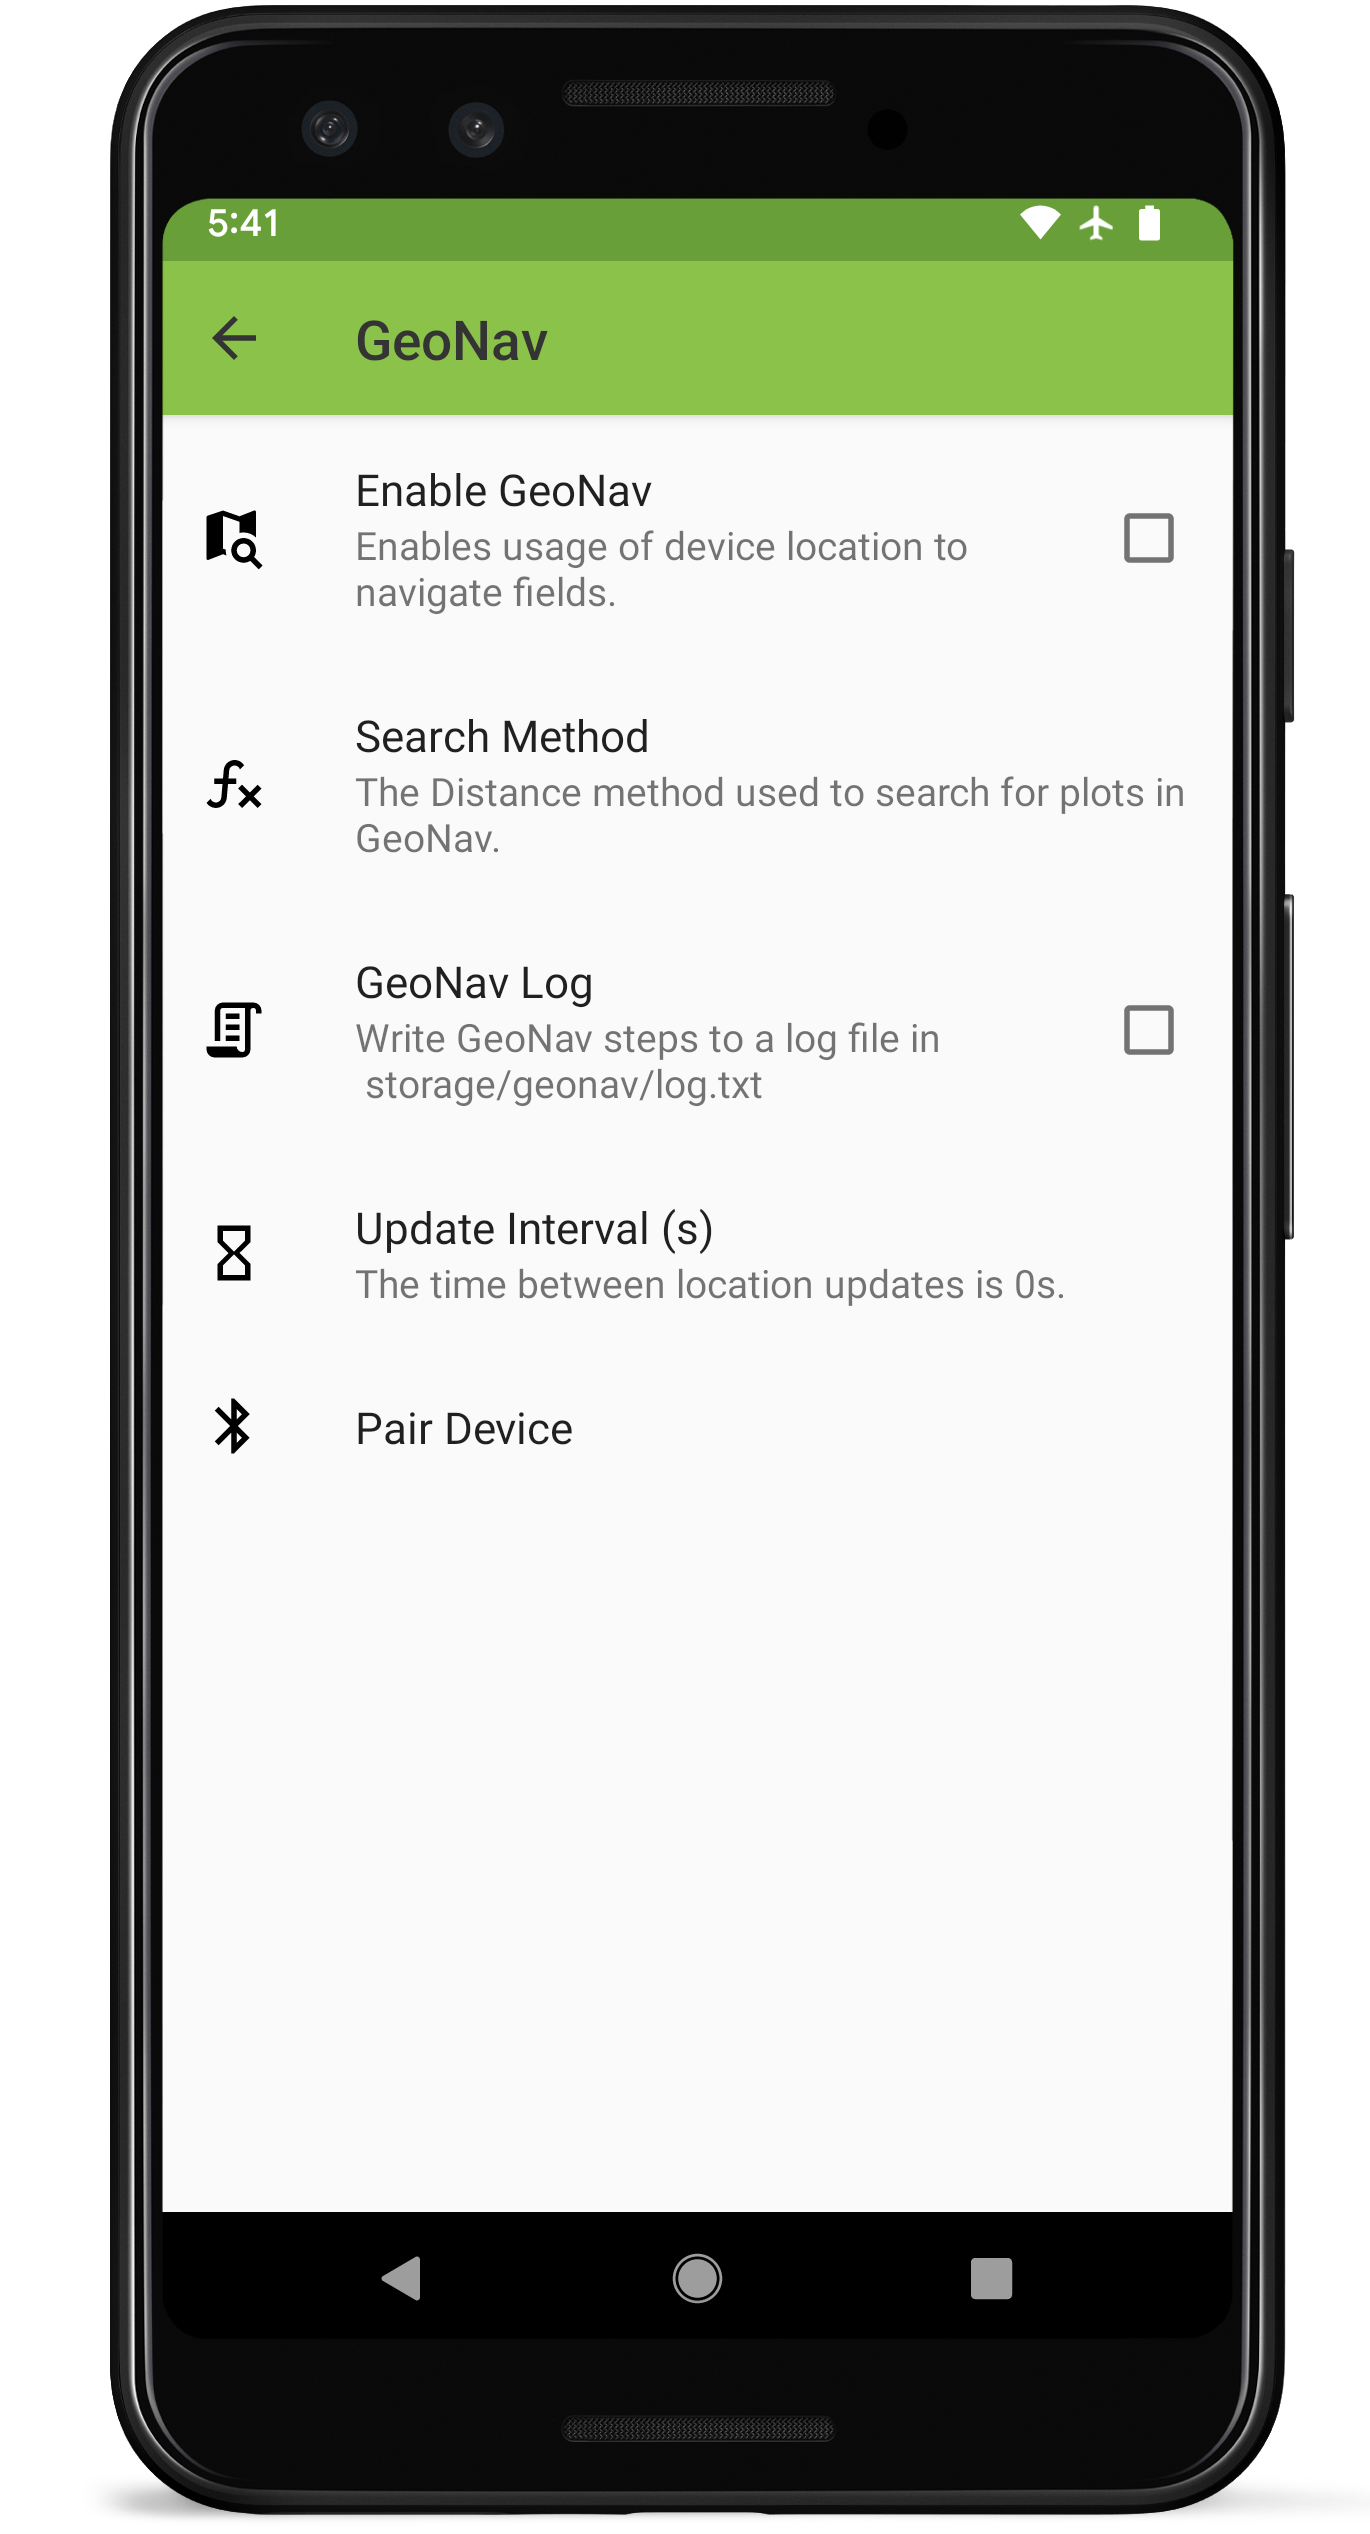 5:41
GeoNav
Enable GeoNav
Enables usage of device location to
navigate fields.
Search Method
The Distance method used to search for plots in
GeoNav.
GeoNav Log
Write GeoNav steps to a log file in
storage/geonav/log.txt
Update Interval (s)
The time between location updates is 0s.
Pair Device